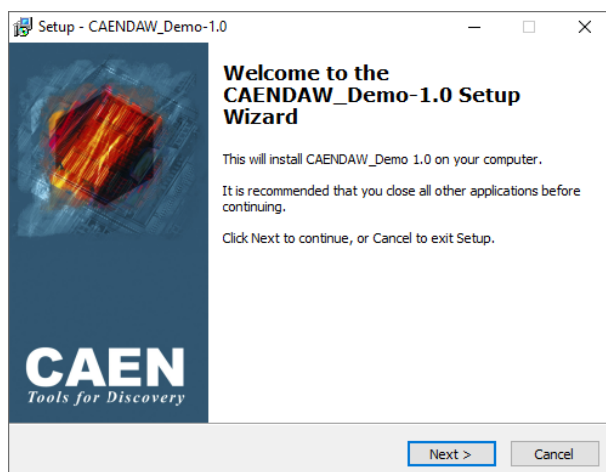 Setup - CAENDAW_Demo-1.0
Welcome to the
CAENDAW_Demo-1.0 Setup
Wizard
This will install CAENDAW_Demo 1.0 on your computer.
It is recommended that you close all other applications before
continuing.
Click Next to continue, or Cancel to exit Setup.
CAEN
Tools for Discovery
Next >
Cancel